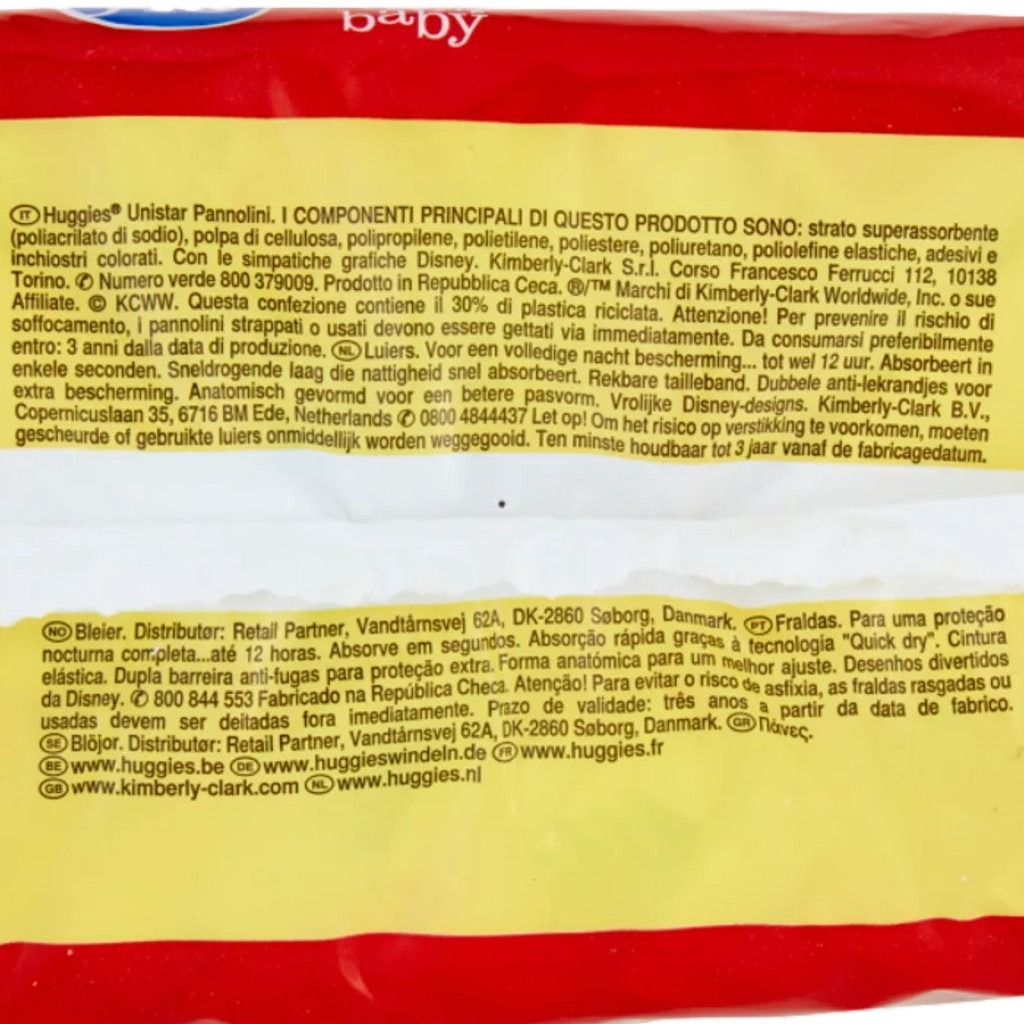 baby
IT Huggies® Unistar Pannolini. I COMPONENTI PRINCIPALI DI QUESTO PRODOTTO SONO: strato superassorbente
(poliacrilato di sodio), polpa di cellulosa, polipropilene, polietilene, poliestere, poliuretano, poliolefine elastiche, adesivi e
inchiostri colorati. Con le simpatiche grafiche Disney. Kimberly-Clark S.r.l. Corso Francesco Ferrucci 112, 10138
Torino. ✆ Numero verde 800 379009. Prodotto in Repubblica Ceca. ®/™ Marchi di Kimberly-Clark Worldwide, Inc. o sue
Affiliate. © KCWW. Questa confezione contiene il 30% di plastica riciclata. Attenzione! Per prevenire il rischio di
soffocamento, i pannolini strappati o usati devono essere gettati via immediatamente. Da consumarsi preferibilmente
entro: 3 anni dalla data di produzione. NL Luiers. Voor een volledige nacht bescherming... tot wel 12 uur. Absorbeert in
enkele seconden. Sneldrogende laag die nattigheid snel absorbeert. Rekbare tailleband. Dubbele anti-lekrandjes voor
extra bescherming. Anatomisch gevormd voor een betere pasvorm. Vrolijke Disney-designs. Kimberly-Clark B.V.,
Copernicuslaan 35, 6716 BM Ede, Netherlands ✆ 0800 4844437 Let op! Om het risico op verstikking te voorkomen, moeten
gescheurde of gebruikte luiers onmiddellijk worden weggegooid. Ten minste houdbaar tot 3 jaar vanaf de fabricagedatum.
NO Bleier. Distributør: Retail Partner, Vandtårnsvej 62A, DK-2860 Søborg, Danmark. PT Fraldas. Para uma proteção
nocturna completa...até 12 horas. Absorve em segundos. Absorção rápida graças à tecnologia "Quick dry". Cintura
elástica. Dupla barreira anti-fugas para proteção extra. Forma anatómica para um melhor ajuste. Desenhos divertidos
da Disney. ✆ 800 844 553 Fabricado na República Checa. Atenção! Para evitar o risco de asfixia, as fraldas rasgadas ou
usadas devem ser deitadas fora imediatamente. Prazo de validade: três anos a partir da data de fabrico.
SE Blöjor. Distributør: Retail Partner, Vandtårnsvej 62A, DK-2860 Søborg, Danmark. GR Πάνες.
BE www.huggies.be DE www.huggieswindeln.de FR www.huggies.fr
GB www.kimberly-clark.com NL www.huggies.nl